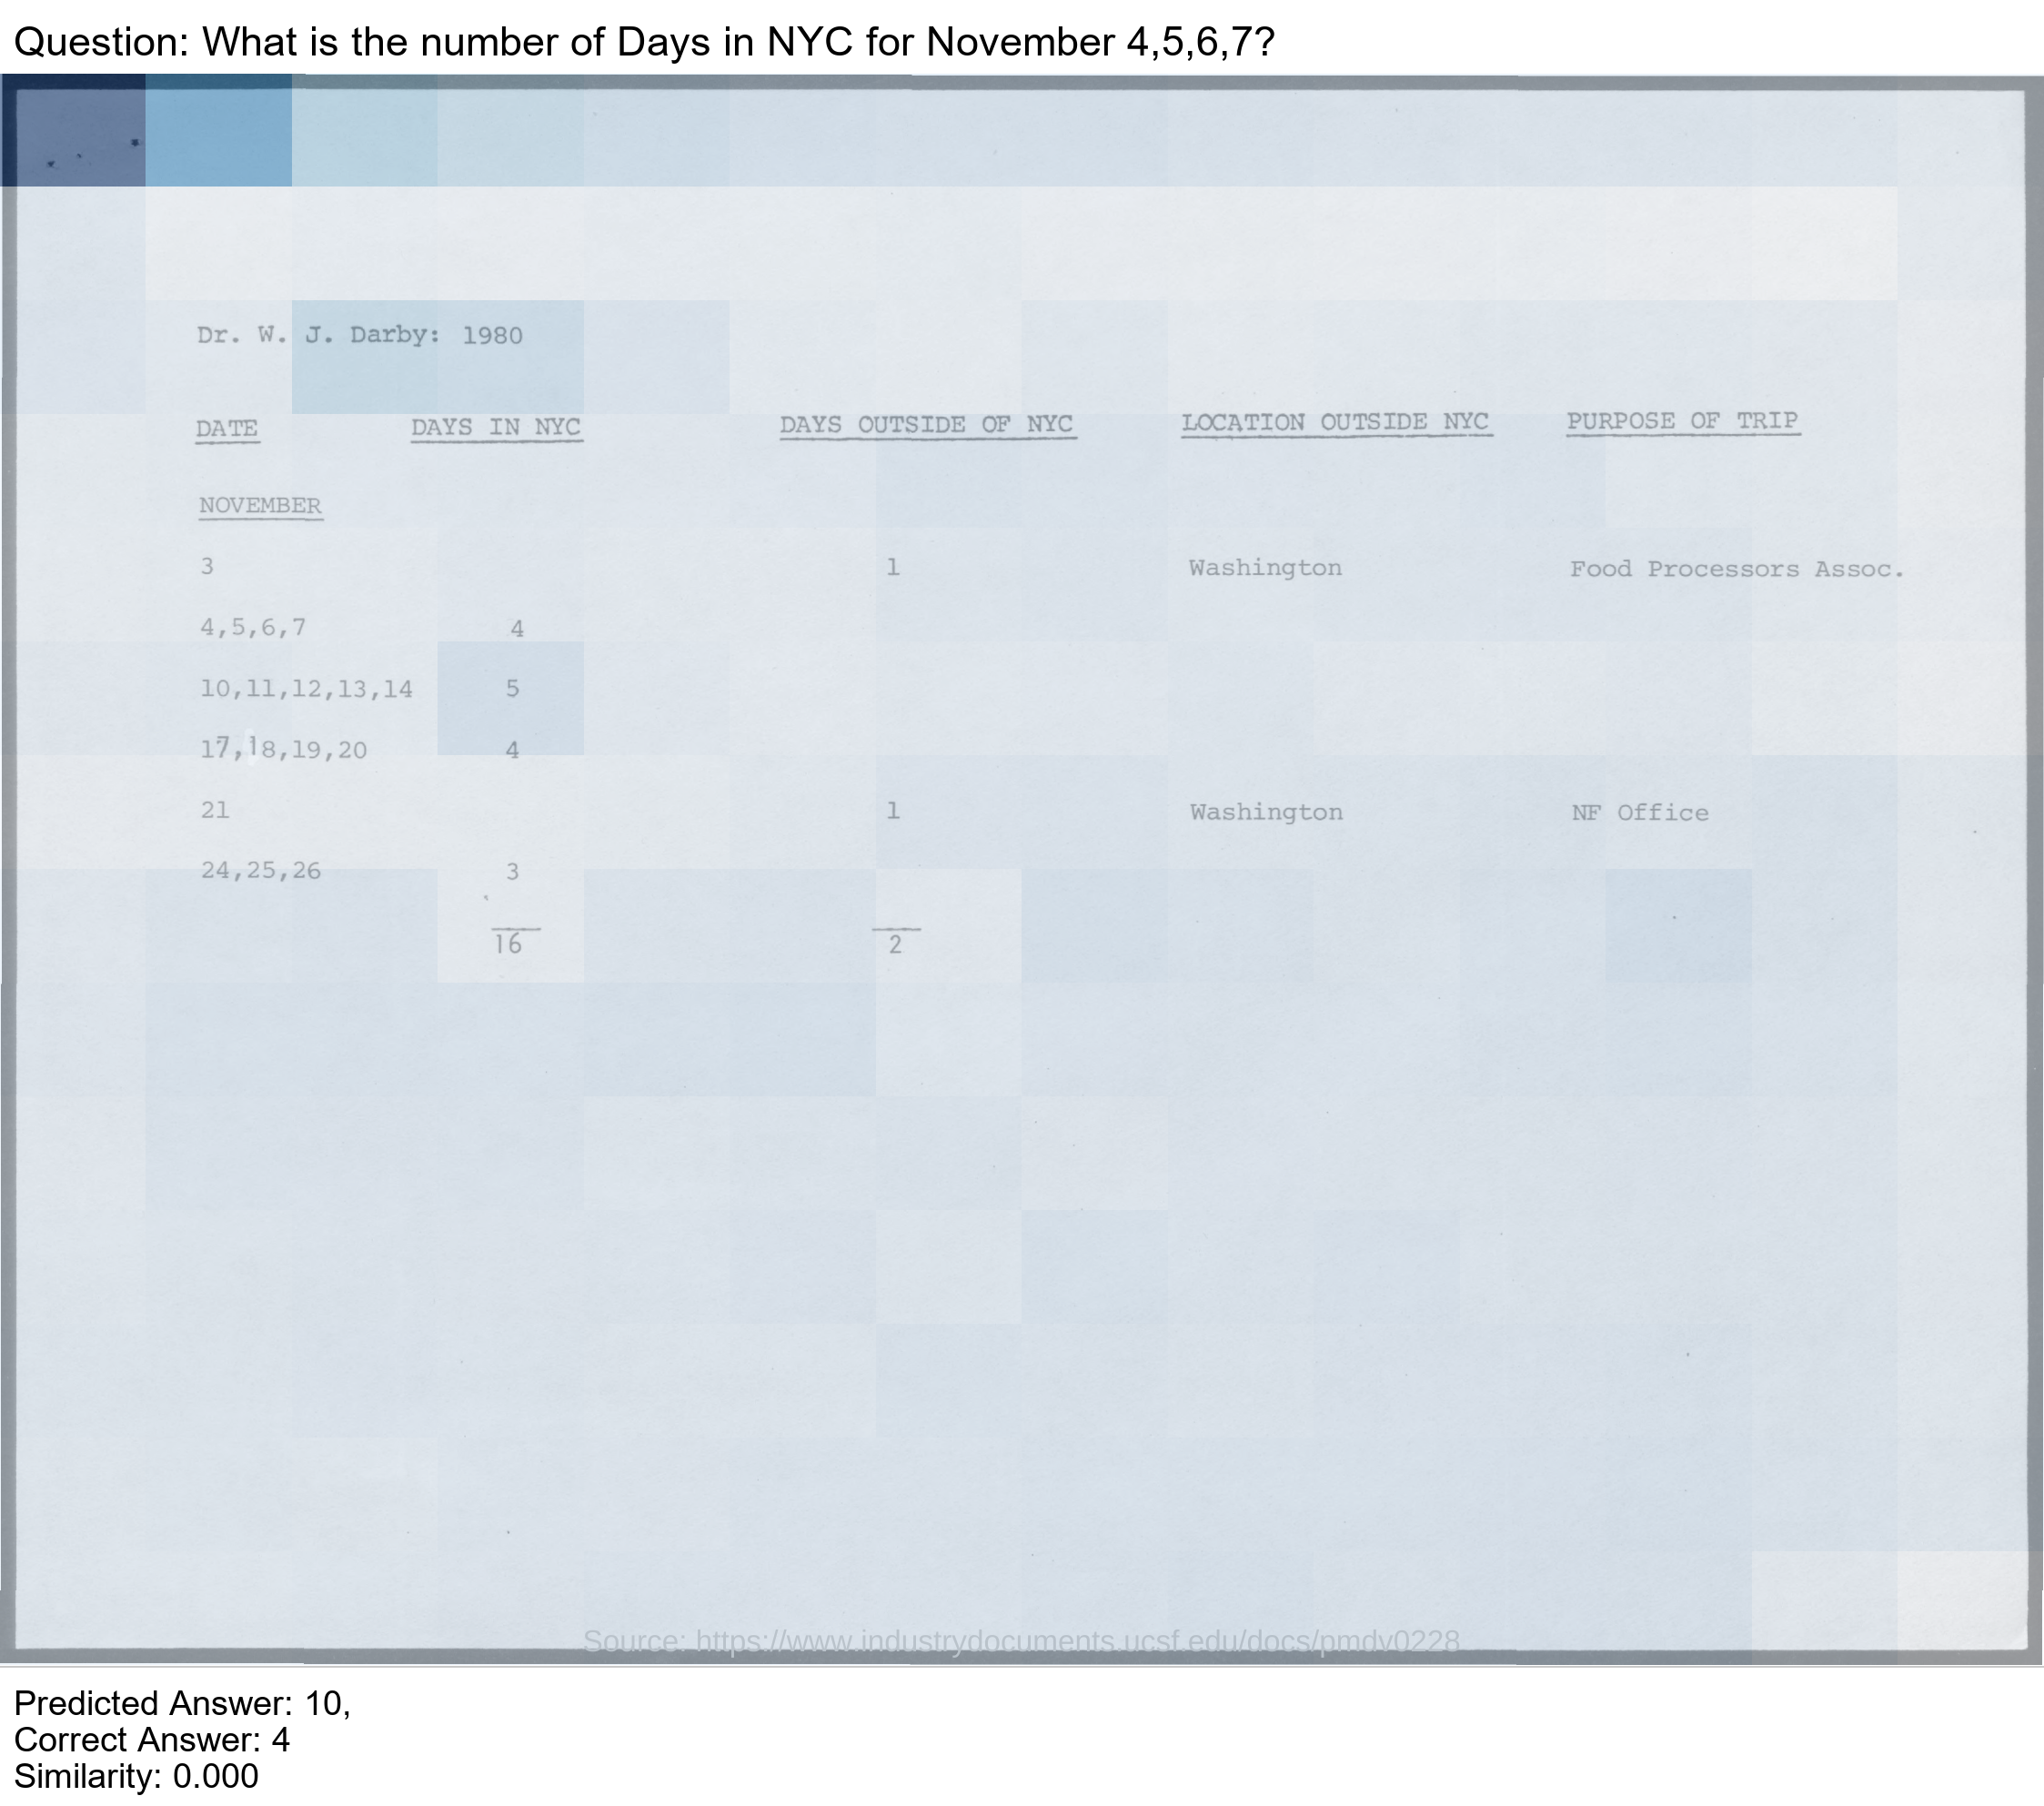 Question: What is the number of Days in NYC for November 4,5,6,7?
Dr. W. J. Darby: 1980
DATE DAYS IN NYC DAYS OUTSIDE OF NYC LOCATION OUTSIDE NYC PURPOSE OF TRIP
NOVEMBER
3 1 Washington Food Processors Assoc.
4,5,6,7 4
10,11,12,13,14 5
17,18,19,20 4
21 1 Washington NF Office
24,25,26 3
16 2
Source: https://www.industrydocuments.ucsf.edu/docs/pmdv0228
Predicted Answer: 10,
Correct Answer: 4
Similarity: 0.000